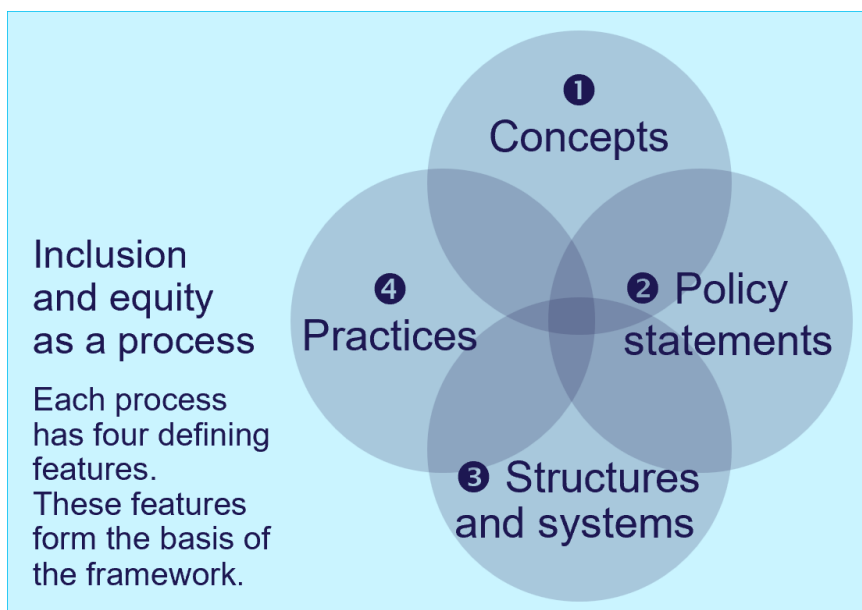 Inclusion
and equity
as a process
Each process
has four defining
features.
These features
form the basis of
the framework.
❶
Concepts
❷ Policy
statements
❸ Structures
and systems
❹
Practices